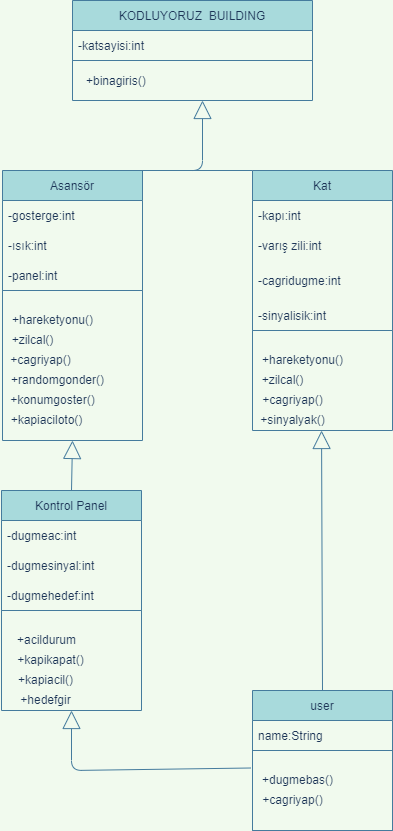 KODLUYORUZ BUILDING
-katsayisi:int
+binagiris()
Asansör
-gosterge:int
-ısık:int
-panel:int
+hareketyonu()
+zilcal()
+cagriyap()
+randomgonder()
+konumgoster()
+kapiaciloto()
Kat
-kapı:int
-varış zili:int
-cagridugme:int
-sinyalisik:int
+hareketyonu()
+zilcal()
+cagriyap()
+sinyalyak()
Kontrol Panel
-dugmeac:int
-dugmesinyal:int
-dugmehedef:int
+acildurum
+kapikapat()
+kapiacil()
+hedefgir
user
name:String
+dugmebas()
+cagriyap()